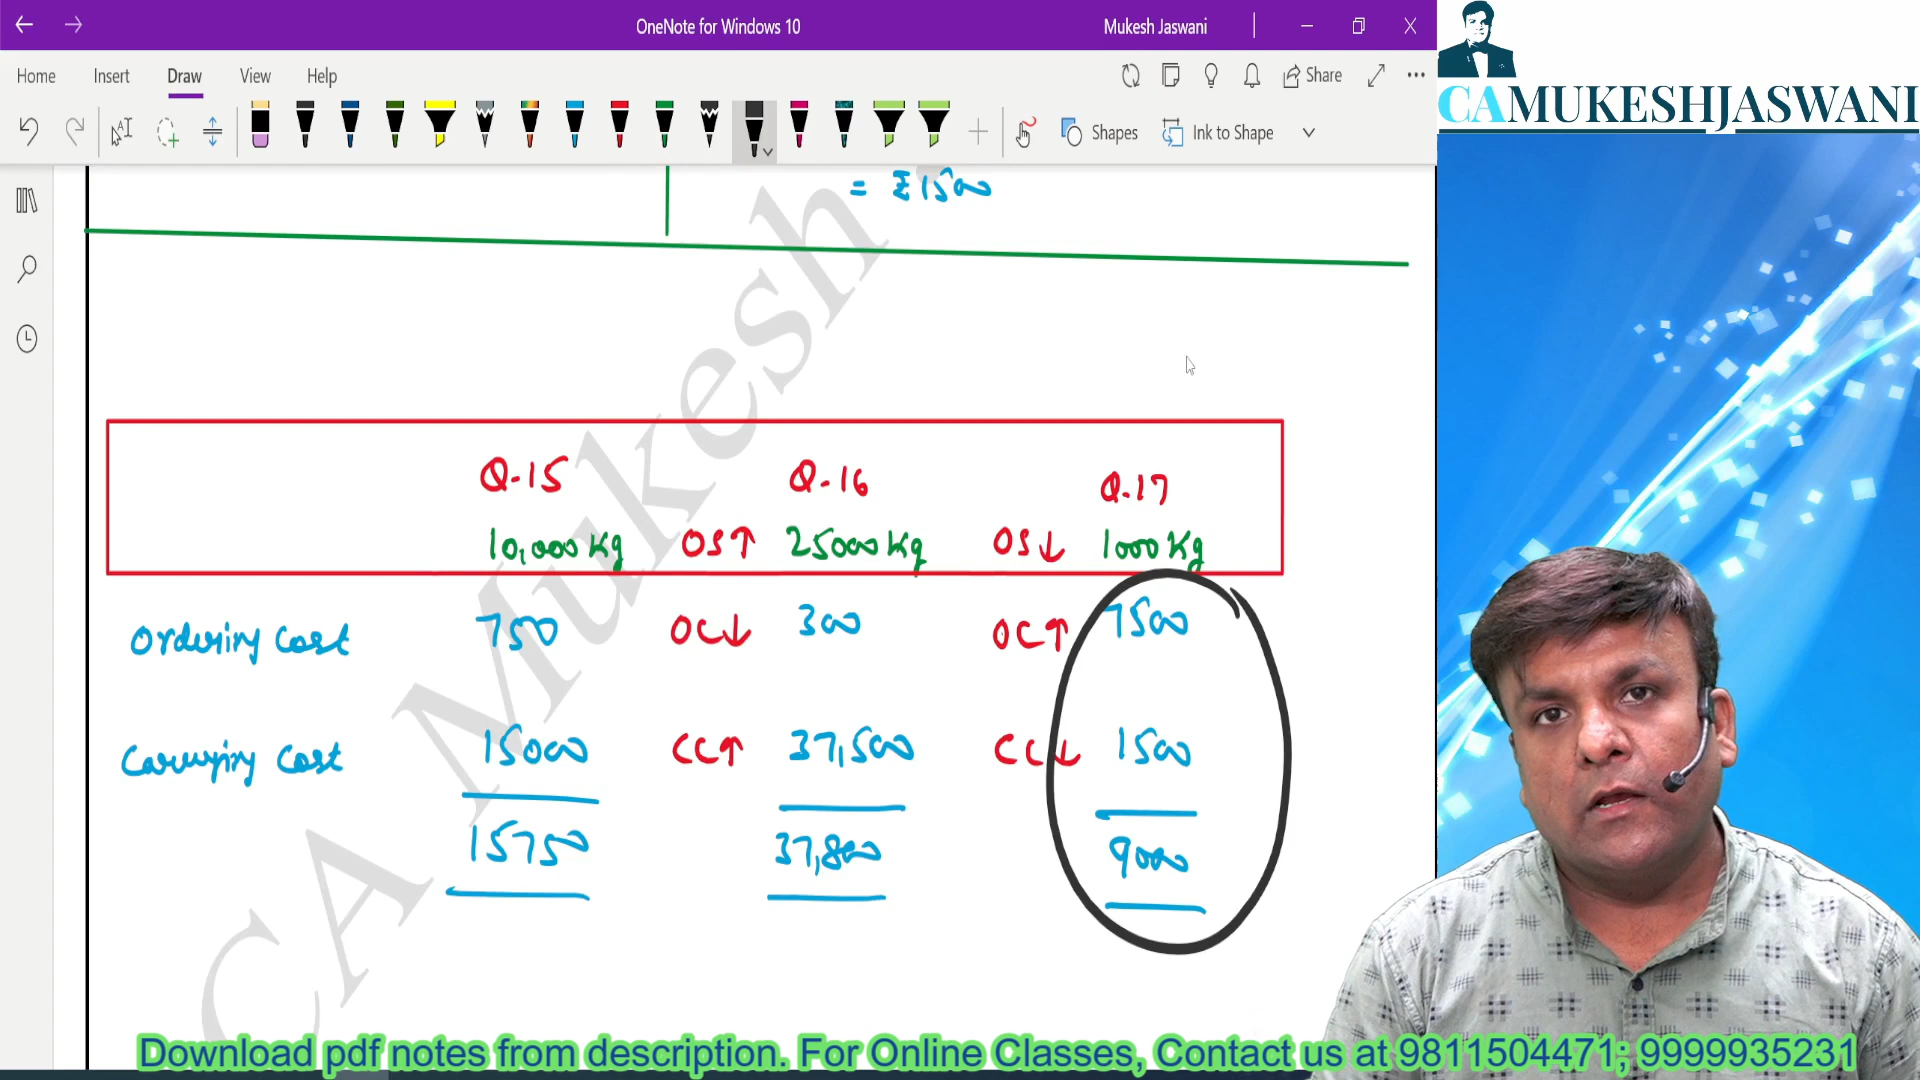 OneNote for Windows 10
Mukesh Jaswani
CAMUKESHJASWANI
Home Insert Draw View Help
Share
Shapes
Ink to Shape
= ₹1500
Q.15 Q.16 Q.17
10,000 Kg OS↑ 25000 Kg OS↓ 1000 Kg
Ordering Cost 750 OC↓ 300 OC↑ 7500
Carrying Cost 15000 CC↑ 37,500 CC↓ 1500
15750 37,800 9000
CA Mukesh
Download pdf notes from description. For Online Classes, Contact us at 9811504471; 9999935231